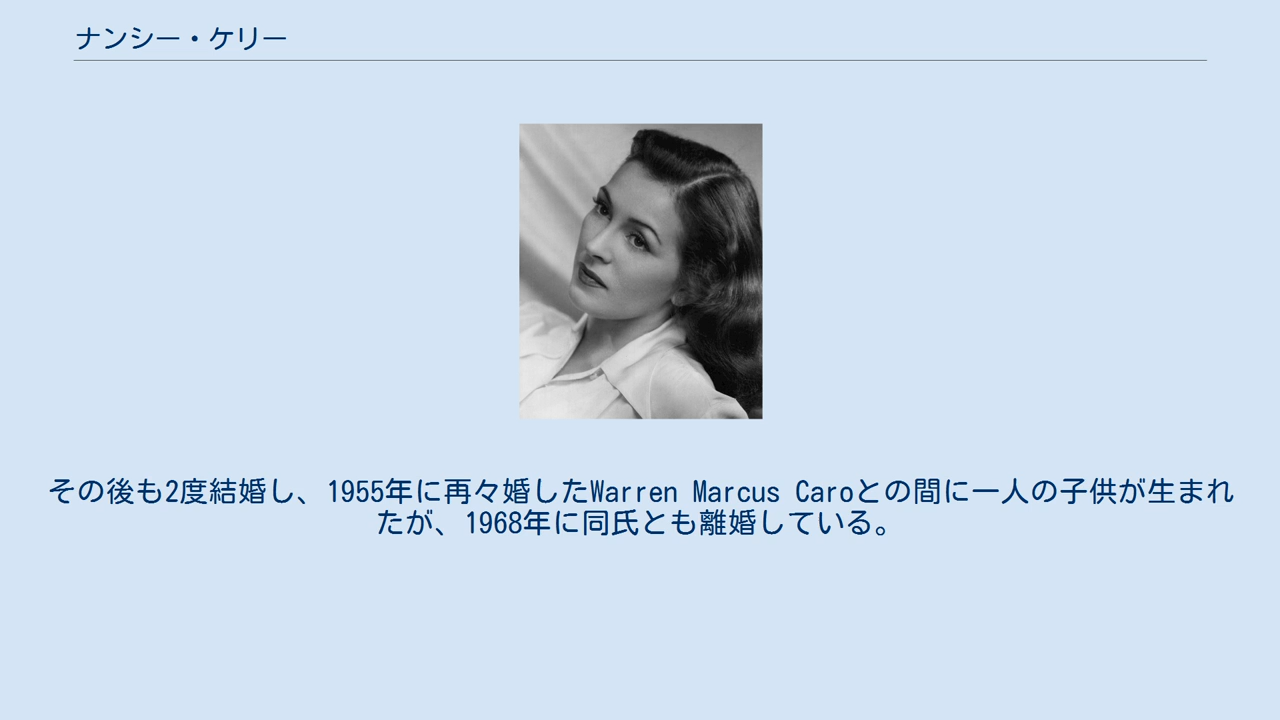 ナンシー・ケリー
その後も2度結婚し、1955年に再々婚したWarren Marcus Caroとの間に一人の子供が生まれ
たが、1968年に同氏とも離婚している。